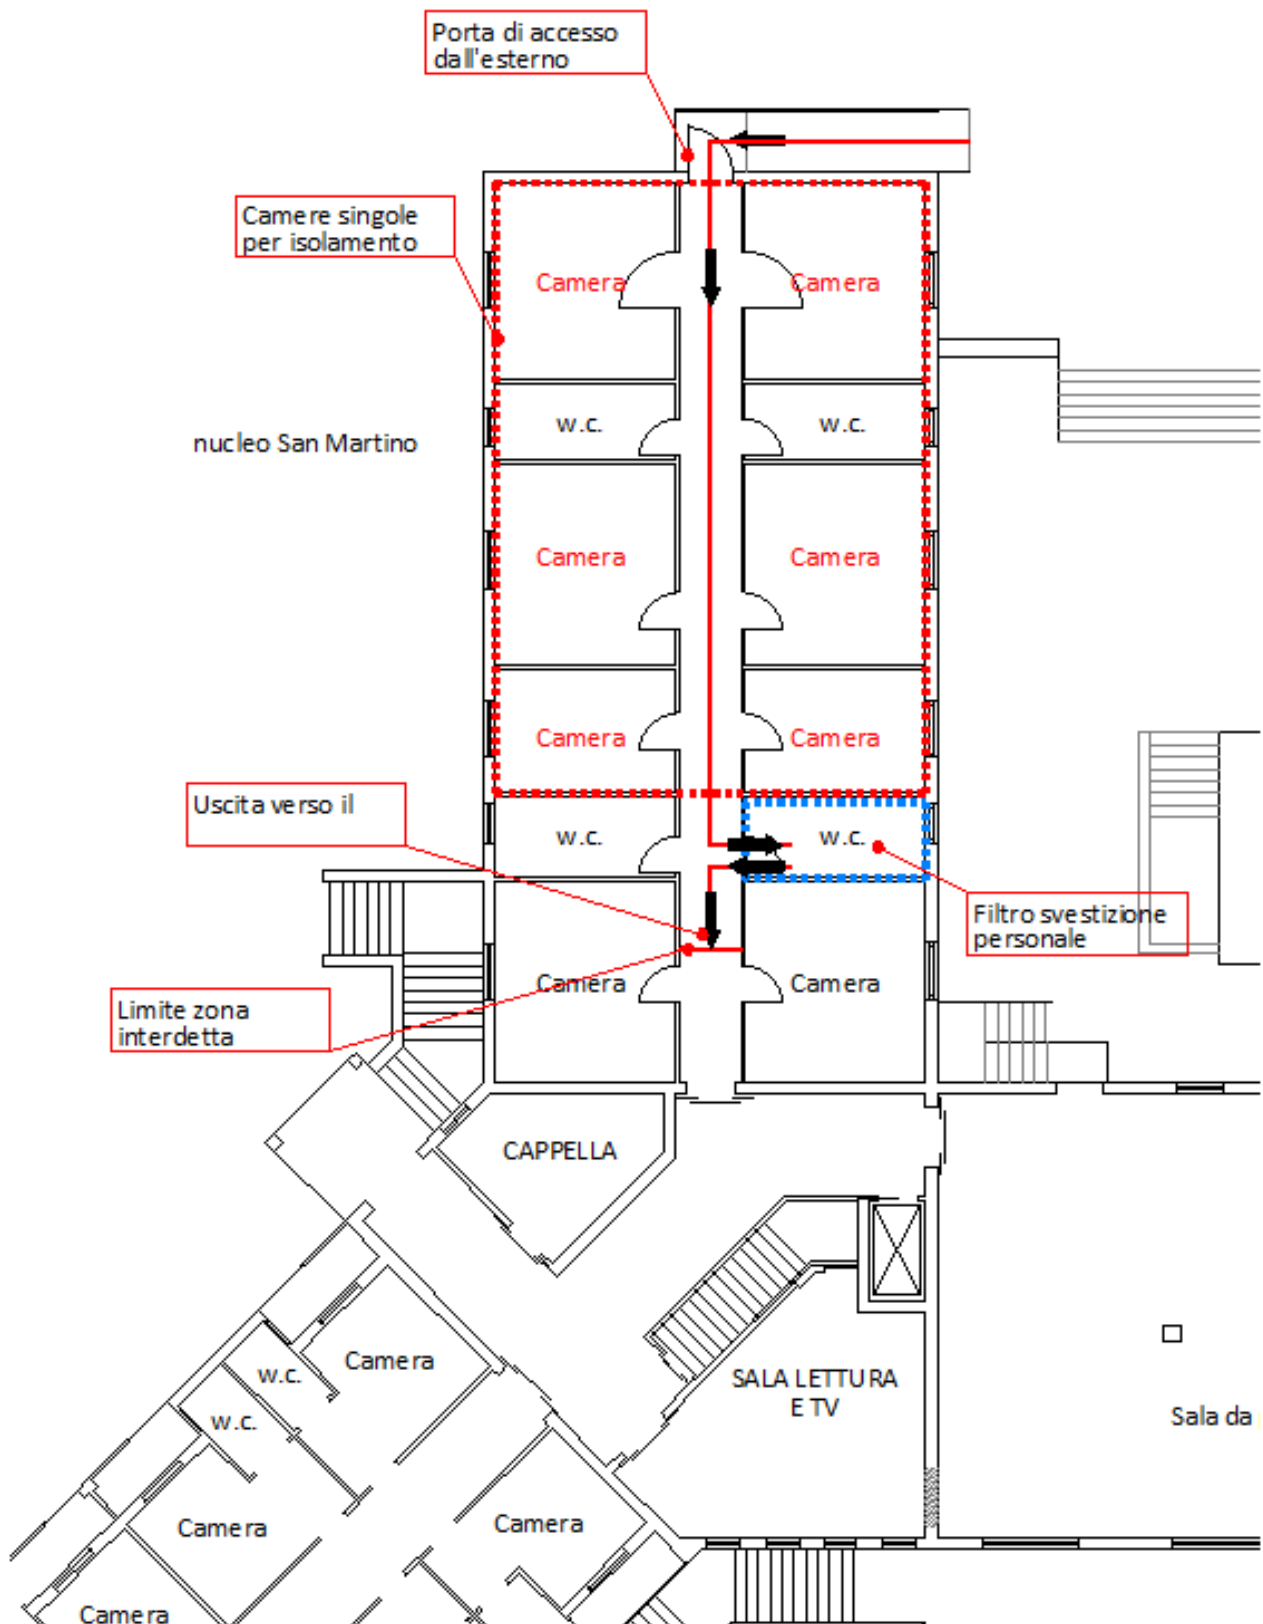 Porta di accesso
dall'esterno
Camere singole
per isolamento
Camera
Camera
w.c.
w.c.
nucleo San Martino
Camera
Camera
Camera
Camera
Uscita verso il
w.c.
w.c.
Filtro svestizione
personale
Camera
Camera
Limite zona
interdetta
CAPPELLA
Camera
w.c.
SALA LETTURA
E TV
w.c.
Sala da
Camera
Camera
Camera